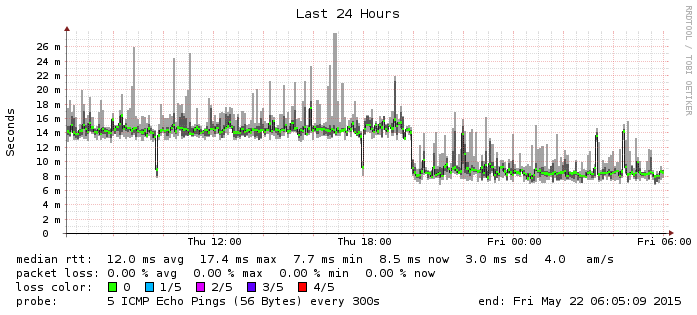 Last 24 Hours
RRDTOOL / TOBI OETIKER
Seconds
26 m
24 m
22 m
20 m
18 m
16 m
14 m
12 m
10 m
8 m
6 m
4 m
2 m
0
Thu 12:00 Thu 18:00 Fri 00:00 Fri 06:00
median rtt: 12.0 ms avg 17.4 ms max 7.7 ms min 8.5 ms now 3.0 ms sd 4.0 am/s
packet loss: 0.00 % avg 0.00 % max 0.00 % min 0.00 % now
loss color: 0 1/5 2/5 3/5 4/5
probe: 5 ICMP Echo Pings (56 Bytes) every 300s end: Fri May 22 06:05:09 2015